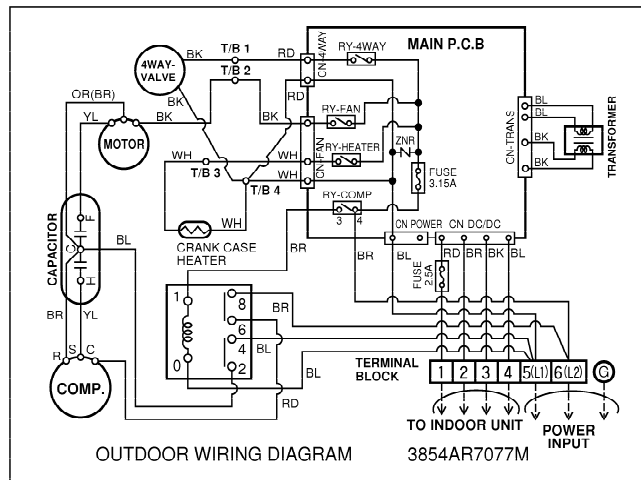 MAIN P.C.B
4WAY-
VALVE
BK
T/B 1
RD
CN-4WAY
RY-4WAY
T/B 2
BK
RD
OR(BR)
YL
MOTOR
BK
BK
RY-FAN
CN-FAN
ZNR
CN-TRANS
BL
DL
BK
BK
TRANSFORMER
WH
T/B 3
WH
RY-HEATER
WH
T/B 4
FUSE
3.15A
WH
RY-COMP
3 4
CRANK CASE
HEATER
CAPACITOR
F
C
H
BL
BR
BR
CN POWER
CN DC/DC
BL
RD
BR
BK
BL
FUSE
2.5A
1
0
8
6
4
2
BR
BL
BL
RD
BR
YL
R
S
C
COMP.
TERMINAL
BLOCK
1 2 3 4 5(L1) 6(L2) G
TO INDOOR UNIT
POWER
INPUT
OUTDOOR WIRING DIAGRAM
3854AR7077M